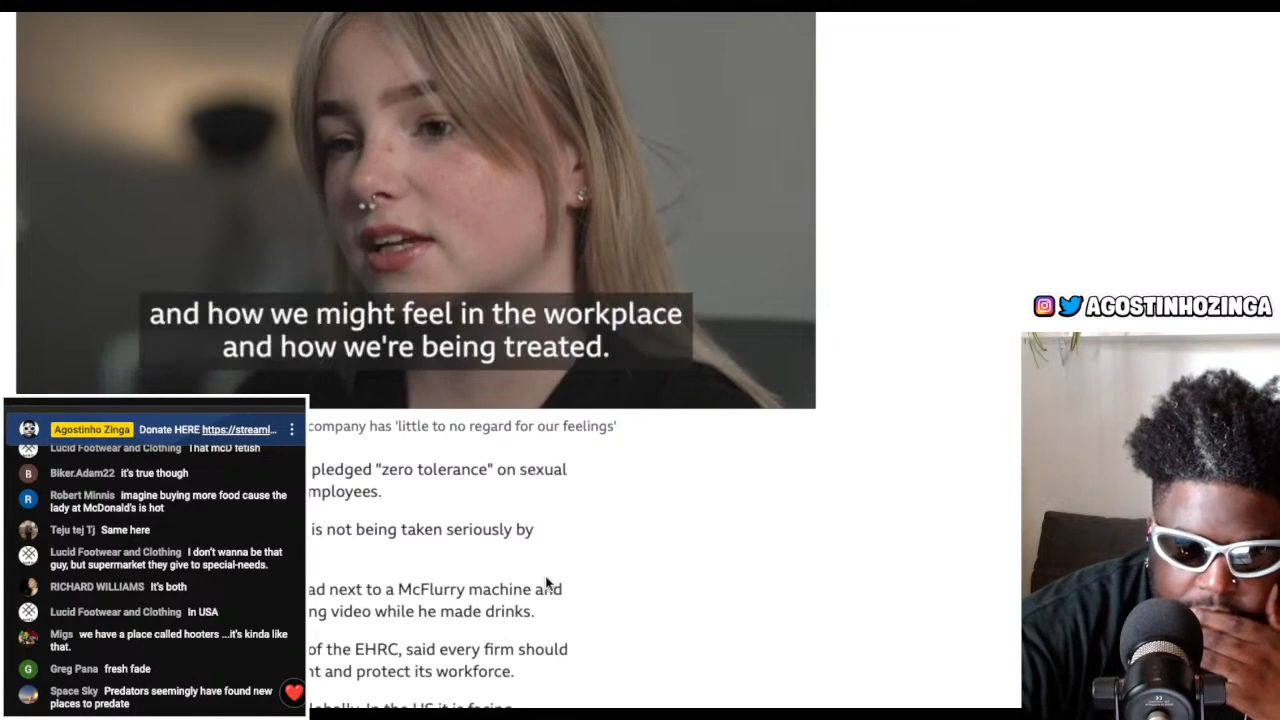 and how we might feel in the workplace
and how we're being treated.
AGOSTINHOZINGA
company has 'little to no regard for our feelings'
pledged "zero tolerance" on sexual
mployees.
is not being taken seriously by
ad next to a McFlurry machine and
ng video while he made drinks.
of the EHRC, said every firm should
nt and protect its workforce.
Agostinho Zinga Donate HERE https://streaml...
Lucid Footwear and Clothing That mcD fetish
B Biker.Adam22 it's true though
R Robert Minnis imagine buying more food cause the
lady at McDonald's is hot
Teju tej Tj Same here
Lucid Footwear and Clothing I don't wanna be that
guy, but supermarket they give to special-needs.
RICHARD WILLIAMS It's both
Lucid Footwear and Clothing In USA
Migs we have a place called hooters ...it's kinda like
that.
G Greg Pana fresh fade
Space Sky Predators seemingly have found new
places to predate